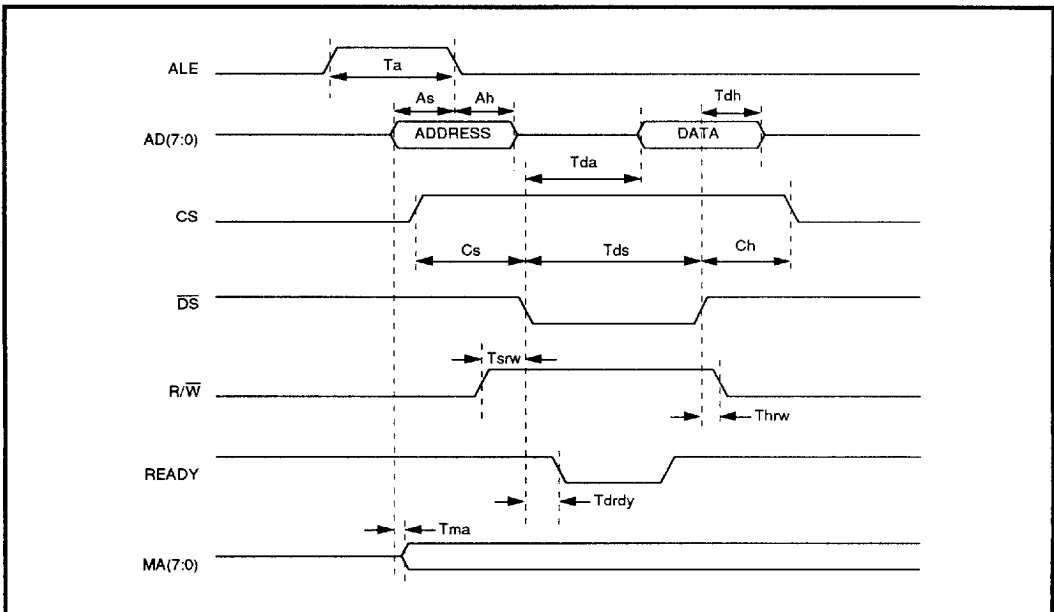 ALE
Ta
As
Ah
Tdh
AD(7:0)
ADDRESS
DATA
Tda
CS
Cs
Tds
Ch
D̅S̅
Tsrw
R/W̅
Thrw
READY
Tdrdy
Tma
MA(7:0)